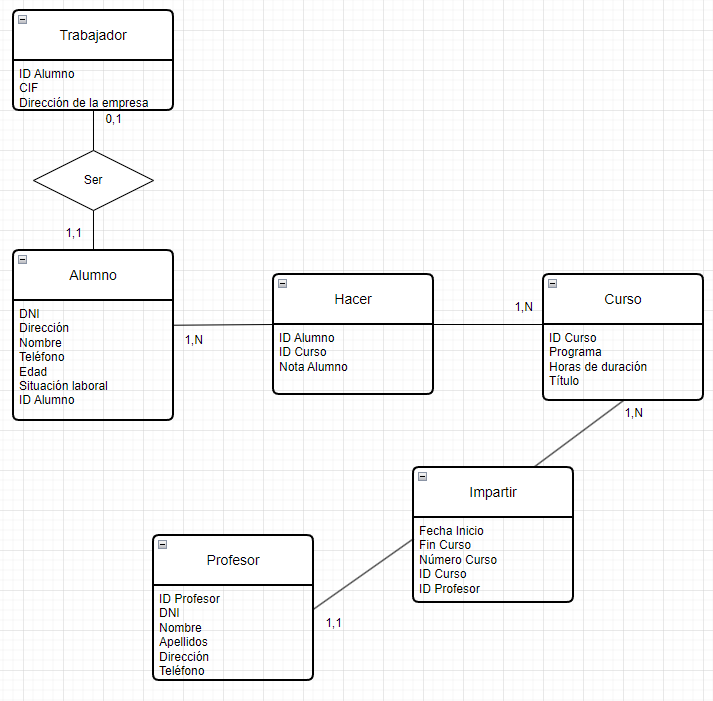 Trabajador
ID Alumno
CIF
Dirección de la empresa
0,1
Ser
1,1
Alumno
DNI
Dirección
Nombre
Teléfono
Edad
Situación laboral
ID Alumno
1,N
Hacer
ID Alumno
ID Curso
Nota Alumno
1,N
Curso
ID Curso
Programa
Horas de duración
Título
1,N
Impartir
Fecha Inicio
Fin Curso
Número Curso
ID Curso
ID Profesor
Profesor
ID Profesor
DNI
Nombre
Apellidos
Dirección
Teléfono
1,1